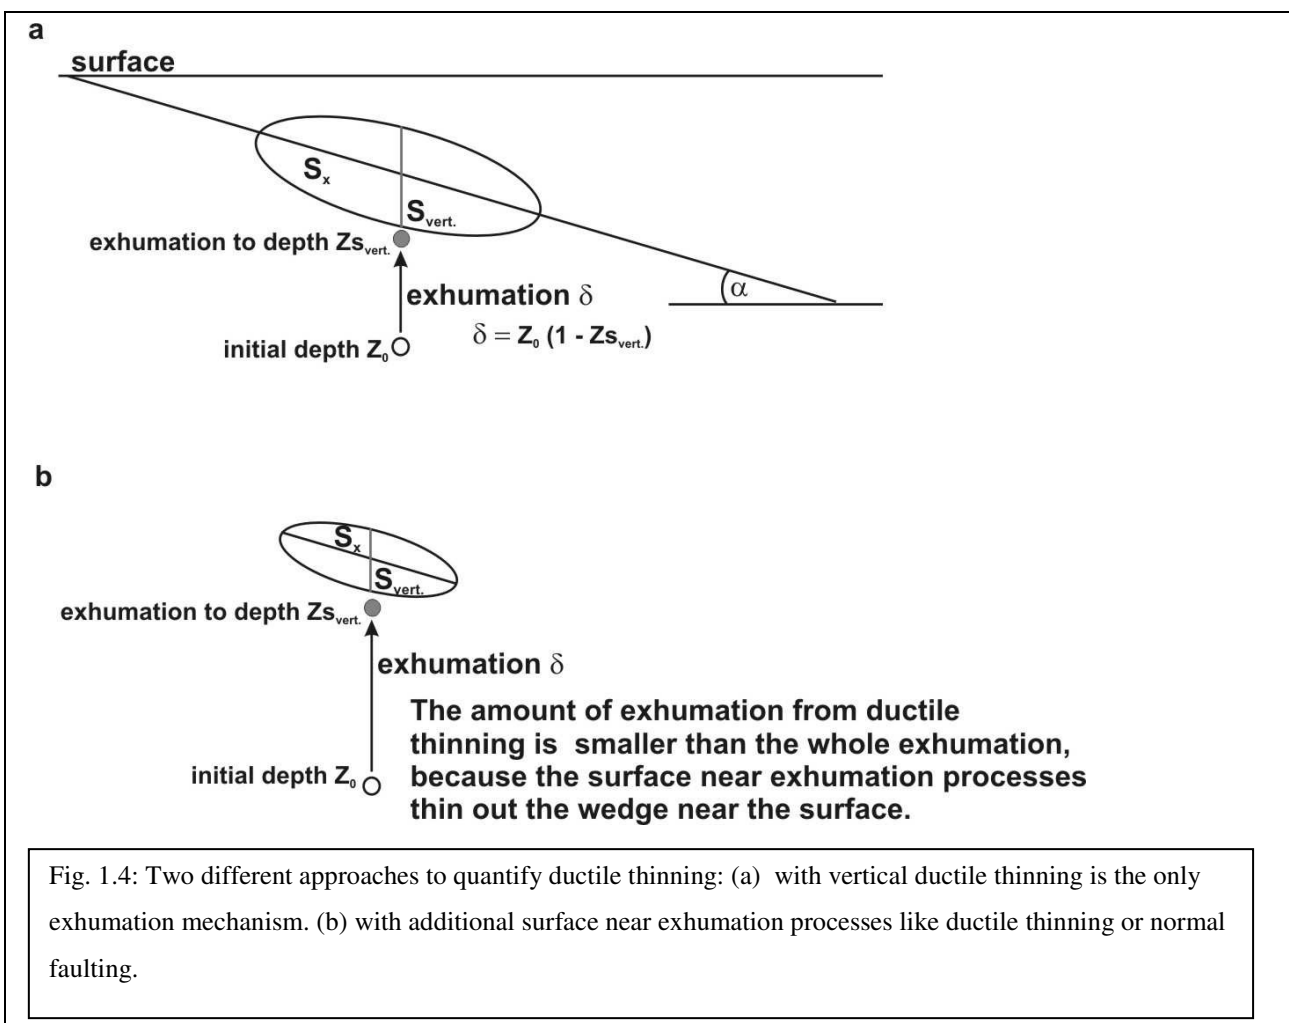 a
surface
Sx
Svert.
exhumation to depth Zsvert.
exhumation δ
α
δ = Z0 (1 - Zsvert.)
initial depth Z0
b
Sx
Svert.
exhumation to depth Zsvert.
exhumation δ
The amount of exhumation from ductile
thinning is smaller than the whole exhumation,
initial depth Z0
because the surface near exhumation processes
thin out the wedge near the surface.
Fig. 1.4: Two different approaches to quantify ductile thinning: (a) with vertical ductile thinning is the only
exhumation mechanism. (b) with additional surface near exhumation processes like ductile thinning or normal
faulting.